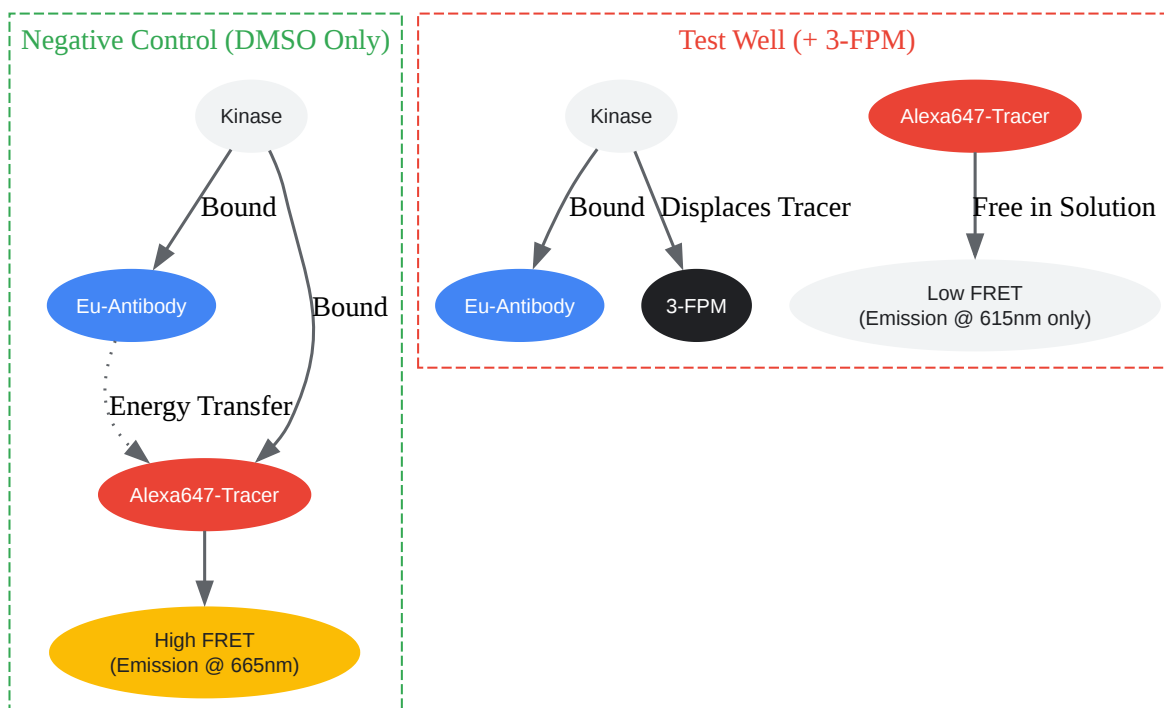 Negative Control (DMSO Only)
Kinase
Bound
Eu-Antibody
Bound
Energy Transfer
Alexa647-Tracer
High FRET
(Emission @ 665nm)
Test Well (+ 3-FPM)
Kinase
Alexa647-Tracer
Bound
Displaces Tracer
Free in Solution
Eu-Antibody
3-FPM
Low FRET
(Emission @ 615nm only)